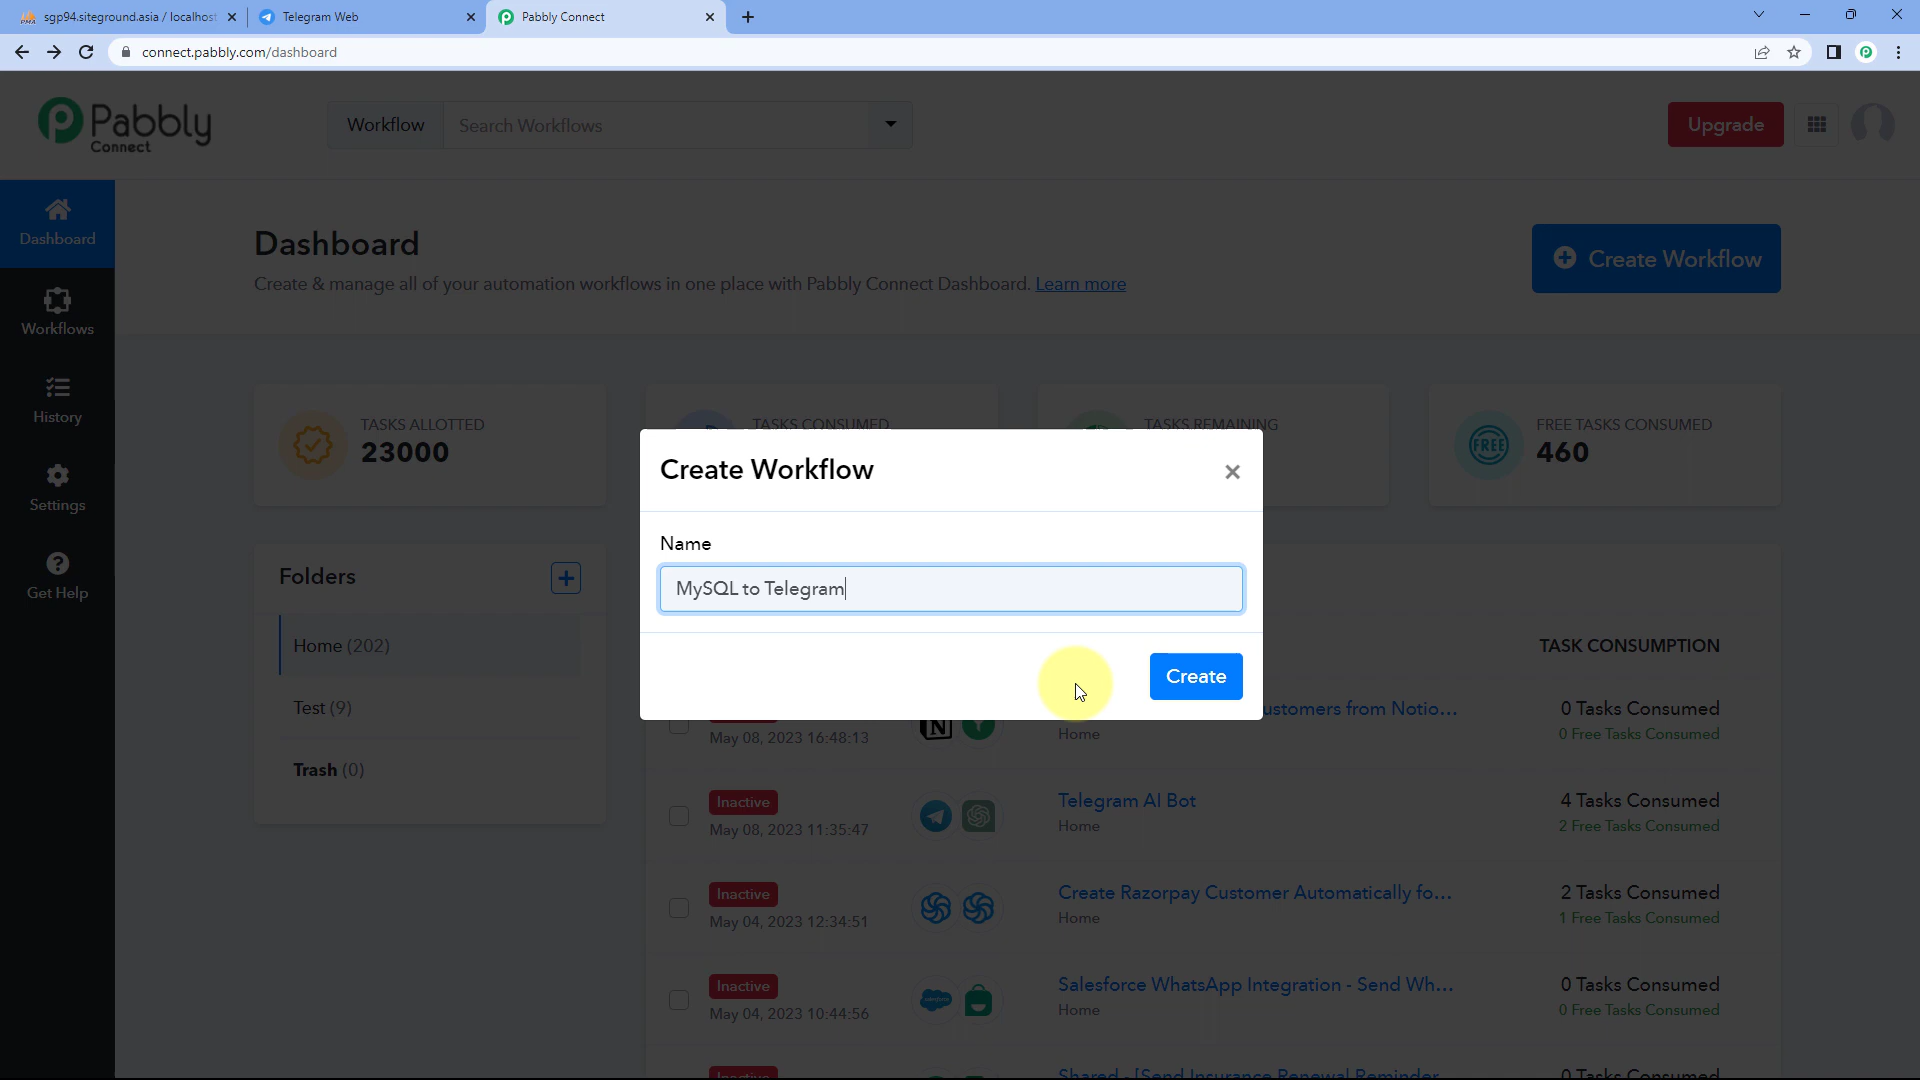 sgp94.siteground.asia / localhost
Telegram Web
Pabbly Connect
connect.pabbly.com/dashboard
Pabbly
Connect
Workflow
Search Workflows
Upgrade
Dashboard
Workflows
History
Settings
Get Help
Dashboard
Create & manage all of your automation workflows in one place with Pabbly Connect Dashboard. Learn more
Create Workflow
TASKS ALLOTTED
23000
TASKS CONSUMED
TASKS REMAINING
FREE TASKS CONSUMED
460
FREE
Folders
Home (202)
Test (9)
Trash (0)
Create Workflow
Name
MySQL to Telegram
Create
TASK CONSUMPTION
May 08, 2023 16:48:13
ustomers from Notio...
Home
0 Tasks Consumed
0 Free Tasks Consumed
Inactive
May 08, 2023 11:35:47
Telegram AI Bot
Home
4 Tasks Consumed
2 Free Tasks Consumed
Inactive
May 04, 2023 12:34:51
Create Razorpay Customer Automatically fo...
Home
2 Tasks Consumed
1 Free Tasks Consumed
Inactive
May 04, 2023 10:44:56
salesforce
Salesforce WhatsApp Integration - Send Wh...
Home
0 Tasks Consumed
0 Free Tasks Consumed
Inactive
Shared - [Send Insurance Renewal Reminder
0 Tasks Consumed